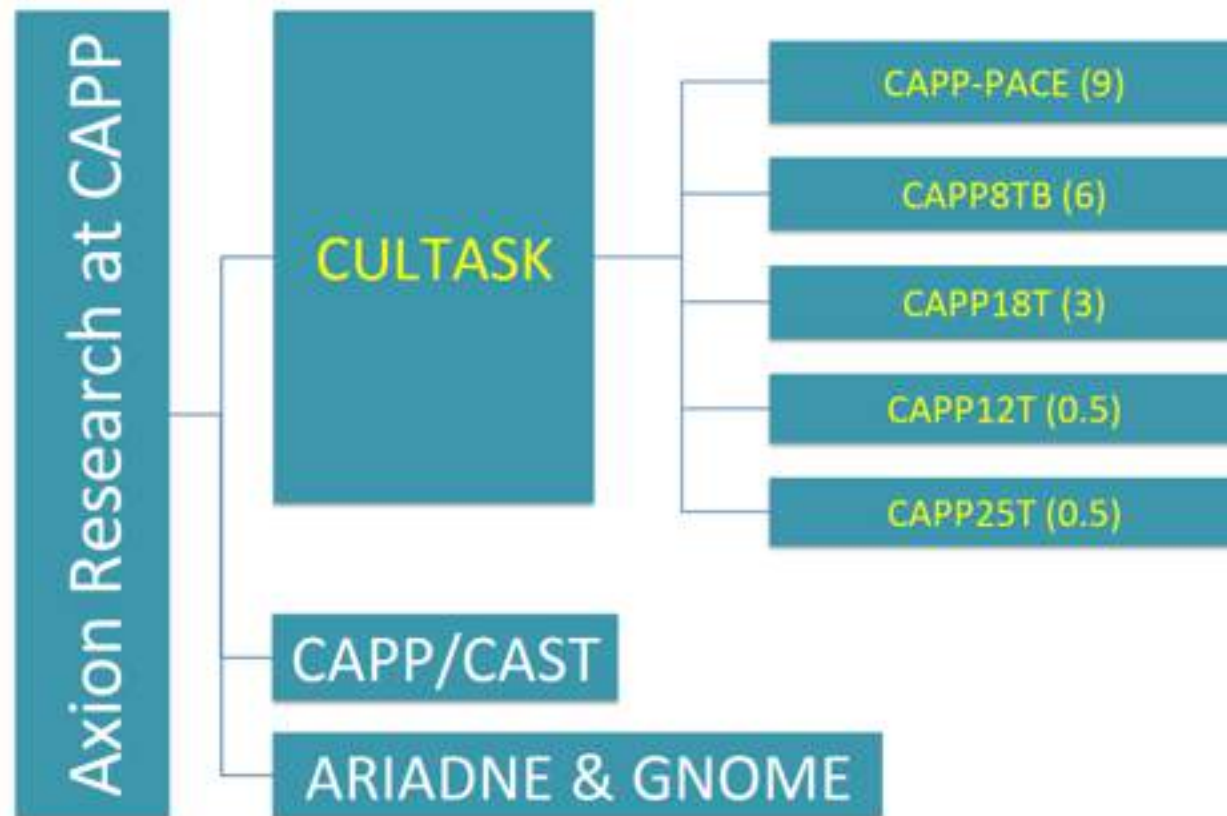 Axion Research at CAPP
CULTASK
CAPP-PACE (9)
CAPP8TB (6)
CAPP18T (3)
CAPP12T (0.5)
CAPP25T (0.5)
CAPP/CAST
ARIADNE & GNOME